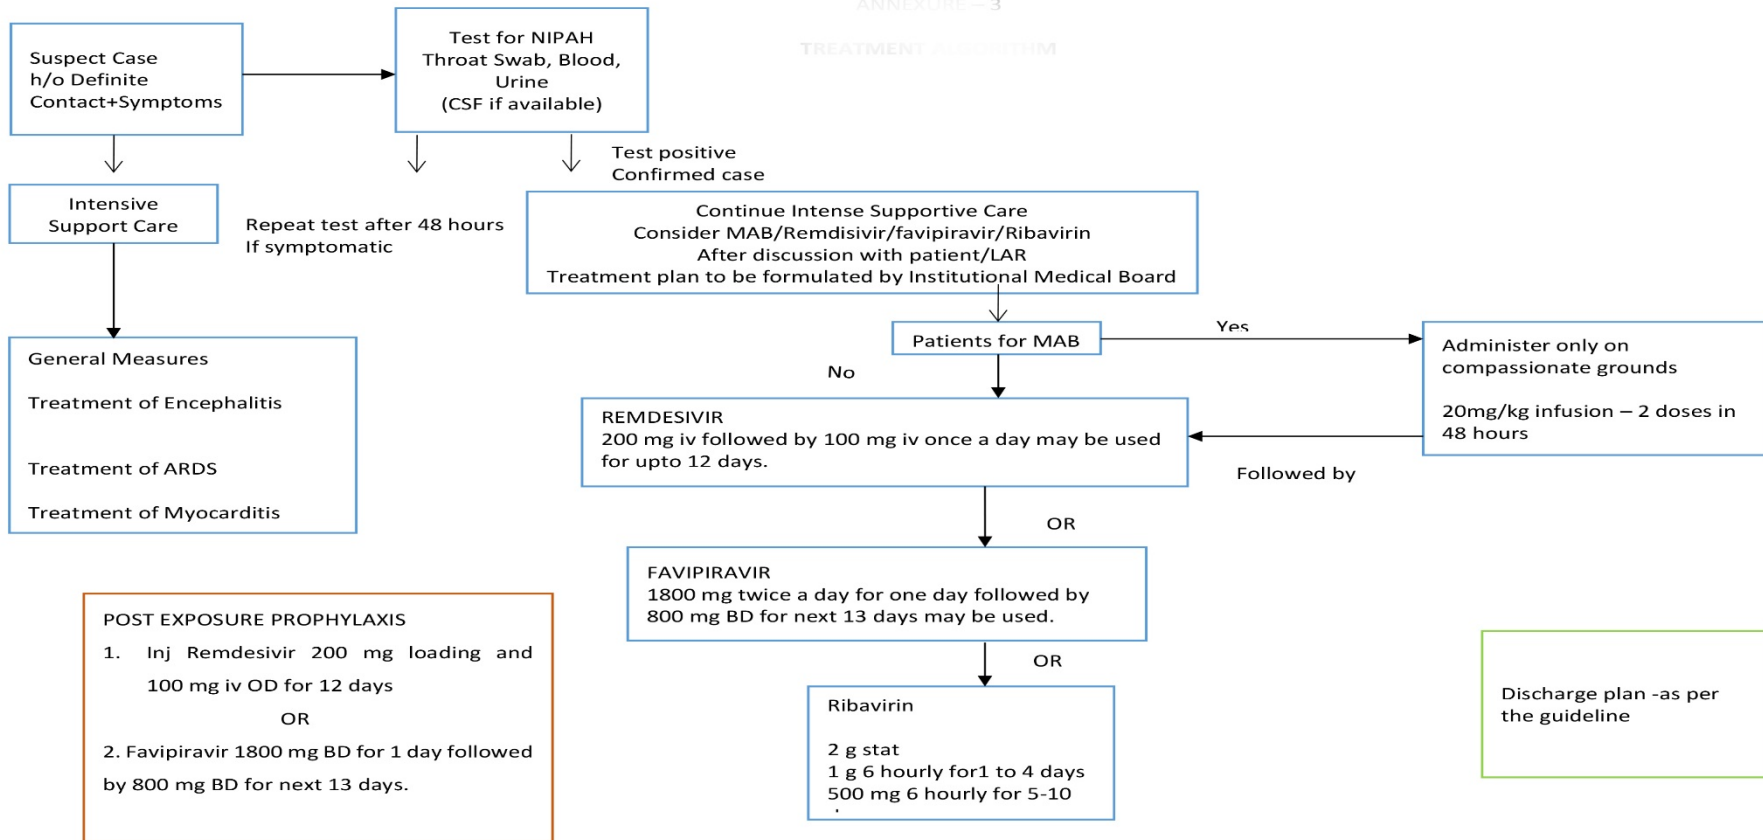 ANNEXURE – 3
TREATMENT ALGORITHM
Suspect Case
h/o Definite
Contact+Symptoms
Test for NIPAH
Throat Swab, Blood,
Urine
(CSF if available)
Test positive
Confirmed case
Intensive
Support Care
Repeat test after 48 hours
If symptomatic
Continue Intense Supportive Care
Consider MAB/Remdisivir/favipiravir/Ribavirin
After discussion with patient/LAR
Treatment plan to be formulated by Institutional Medical Board
Patients for MAB
Yes
No
Administer only on
compassionate grounds
20mg/kg infusion – 2 doses in
48 hours
Followed by
General Measures
Treatment of Encephalitis
Treatment of ARDS
Treatment of Myocarditis
REMDESIVIR
200 mg iv followed by 100 mg iv once a day may be used
for upto 12 days.
OR
FAVIPIRAVIR
1800 mg twice a day for one day followed by
800 mg BD for next 13 days may be used.
OR
Ribavirin
2 g stat
1 g 6 hourly for1 to 4 days
500 mg 6 hourly for 5-10
POST EXPOSURE PROPHYLAXIS
1. Inj Remdesivir 200 mg loading and
100 mg iv OD for 12 days
OR
2. Favipiravir 1800 mg BD for 1 day followed
by 800 mg BD for next 13 days.
Discharge plan -as per
the guideline